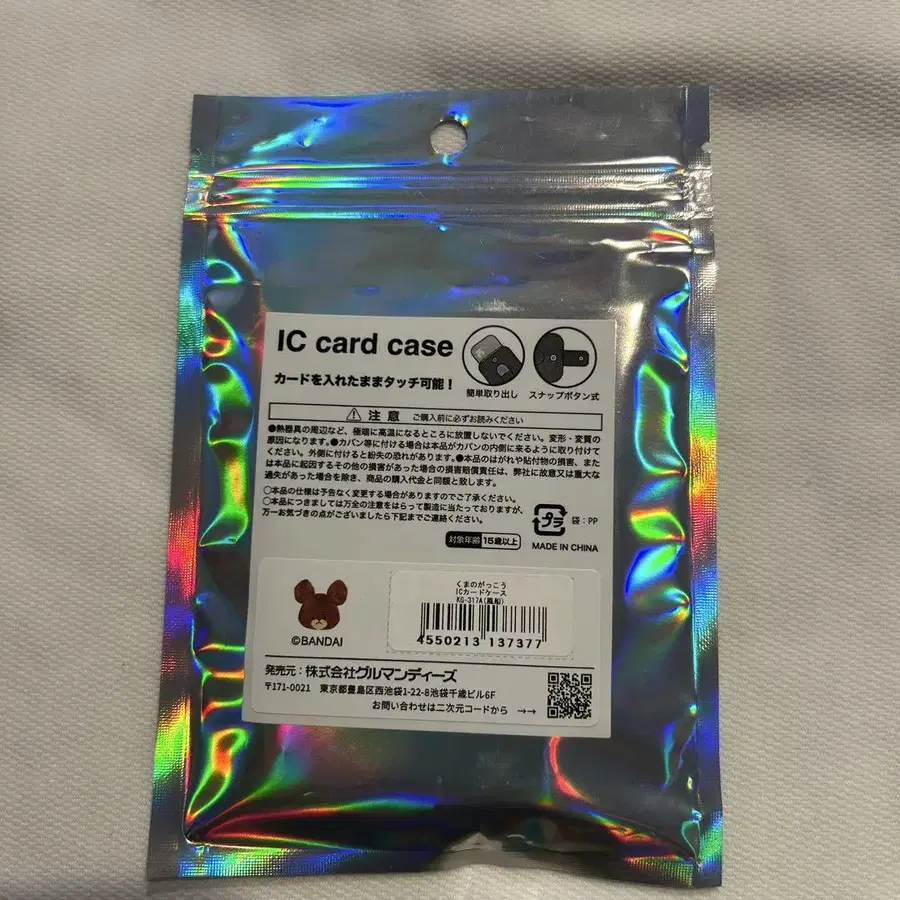 IC card case
カードを入れたままタッチ可能！
簡単取り出し
スナップボタン式
注意 ご購入前に必ずお読みください
●熱器具の周辺など、極端に高温になるところに放置しないでください。変形・変質の
原因になります。●カバン等に付ける場合は本品がカバンの内側に来るように取り付けて
ください。外側に付けると紛失の恐れがあります。●本品のはがれや貼付物の損害、また
は本品に起因するその他の損害があった場合の損害賠償責任は、弊社に故意又は重大な
過失があった場合を除き、商品の購入代金と同額と致します。
○本品の仕様は予告なく変更する場合がありますのでご了承ください。
○本品につきましては万全の注意をはらって製造に当たっておりますが、
万一お気づきの点がございましたら下記までご連絡ください。
プラ 袋：PP
対象年齢 15歳以上
MADE IN CHINA
くまのがっこう
ICカードケース
KG-317A(風船)
4550213 137377
©BANDAI
発売元：株式会社グルマンディーズ
〒171-0021 東京都豊島区西池袋1-22-8池袋千歳ビル6F
お問い合わせは二次元コードから →→